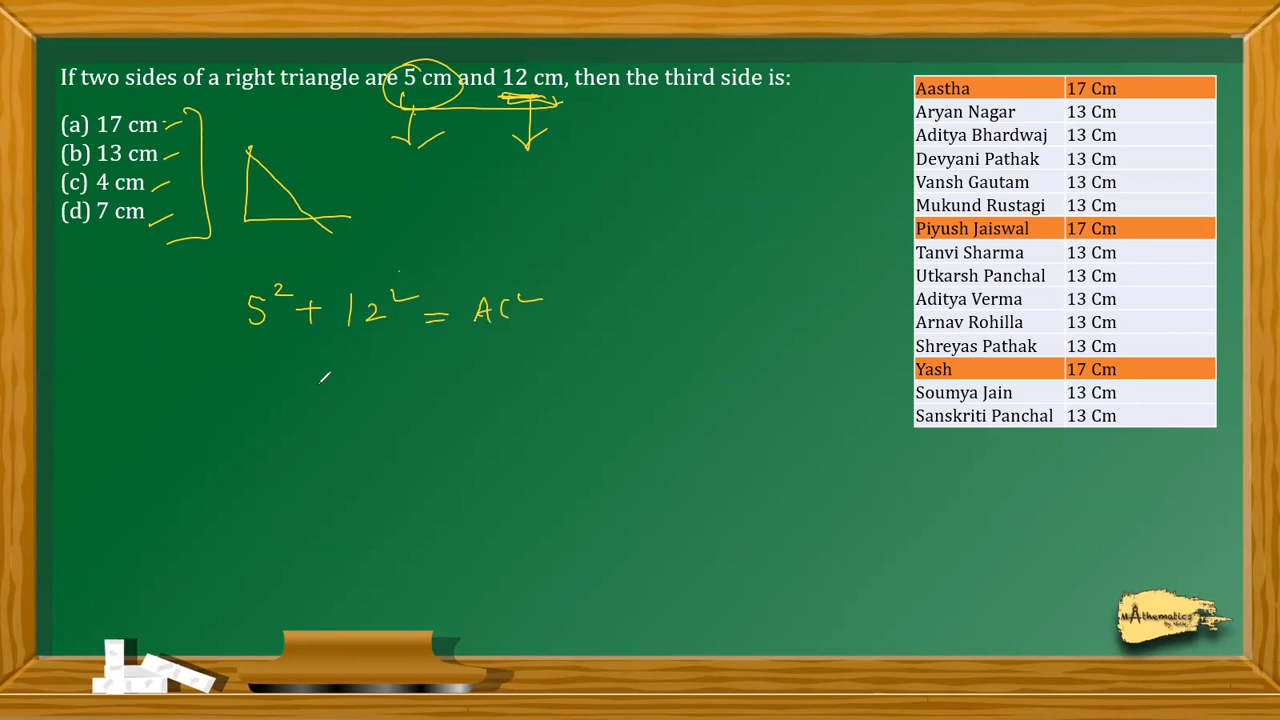 If two sides of a right triangle are 5 cm and 12 cm, then the third side is:
(a) 17 cm
(b) 13 cm
(c) 4 cm
(d) 7 cm
5² + 12² = AC²
Aastha 17 Cm
Aryan Nagar 13 Cm
Aditya Bhardwaj 13 Cm
Devyani Pathak 13 Cm
Vansh Gautam 13 Cm
Mukund Rustagi 13 Cm
Piyush Jaiswal 17 Cm
Tanvi Sharma 13 Cm
Utkarsh Panchal 13 Cm
Aditya Verma 13 Cm
Arnav Rohilla 13 Cm
Shreyas Pathak 13 Cm
Yash 17 Cm
Soumya Jain 13 Cm
Sanskriti Panchal 13 Cm
MAthematics